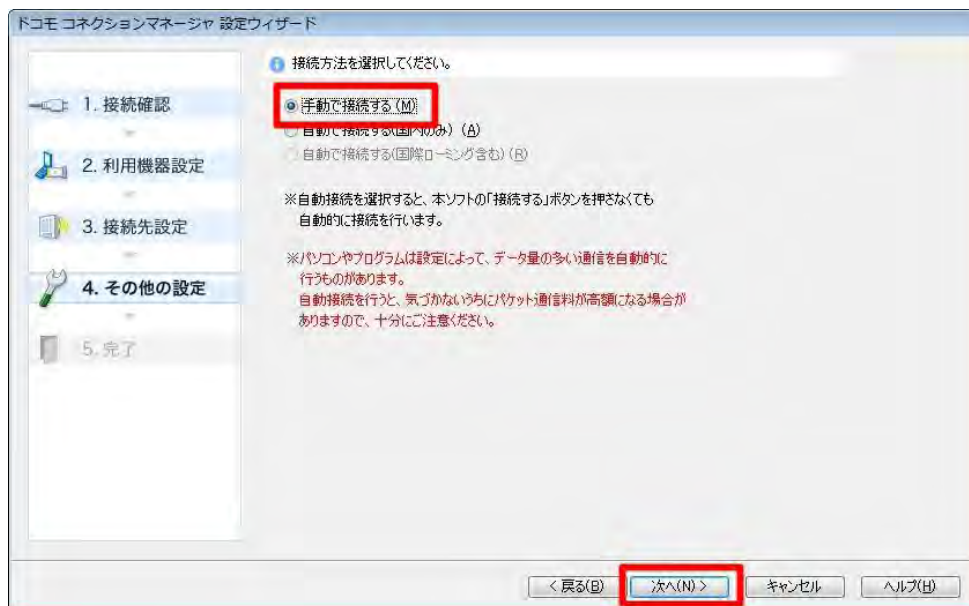 ドコモ コネクションマネージャ 設定ウィザード
接続方法を選択してください。
1. 接続確認
2. 利用機器設定
3. 接続先設定
4. その他の設定
5. 完了
手動で接続する(M)
自動で接続する(国内のみ) (A)
自動で接続する(国際ローミング含む) (R)
※自動接続を選択すると、本ソフトの「接続する」ボタンを押さなくても
自動的に接続を行います。
※パソコンやプログラムは設定によって、データ量の多い通信を自動的に
行うものがあります。
自動接続を行うと、気づかないうちにパケット通信料が高額になる場合が
ありますので、十分にご注意ください。
< 戻る(B)
次へ(N) >
キャンセル
ヘルプ(H)